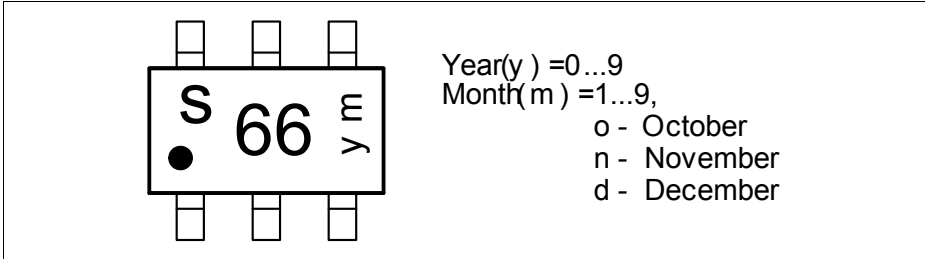 s
66
y m
Year(y ) =0...9
Month( m ) =1...9,
o - October
n - November
d - December